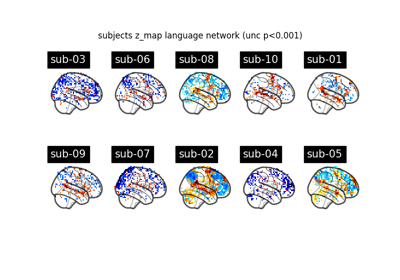 subjects z_map language network (unc p<0.001)
sub-03 sub-06 sub-08 sub-10 sub-01
sub-09 sub-07 sub-02 sub-04 sub-05